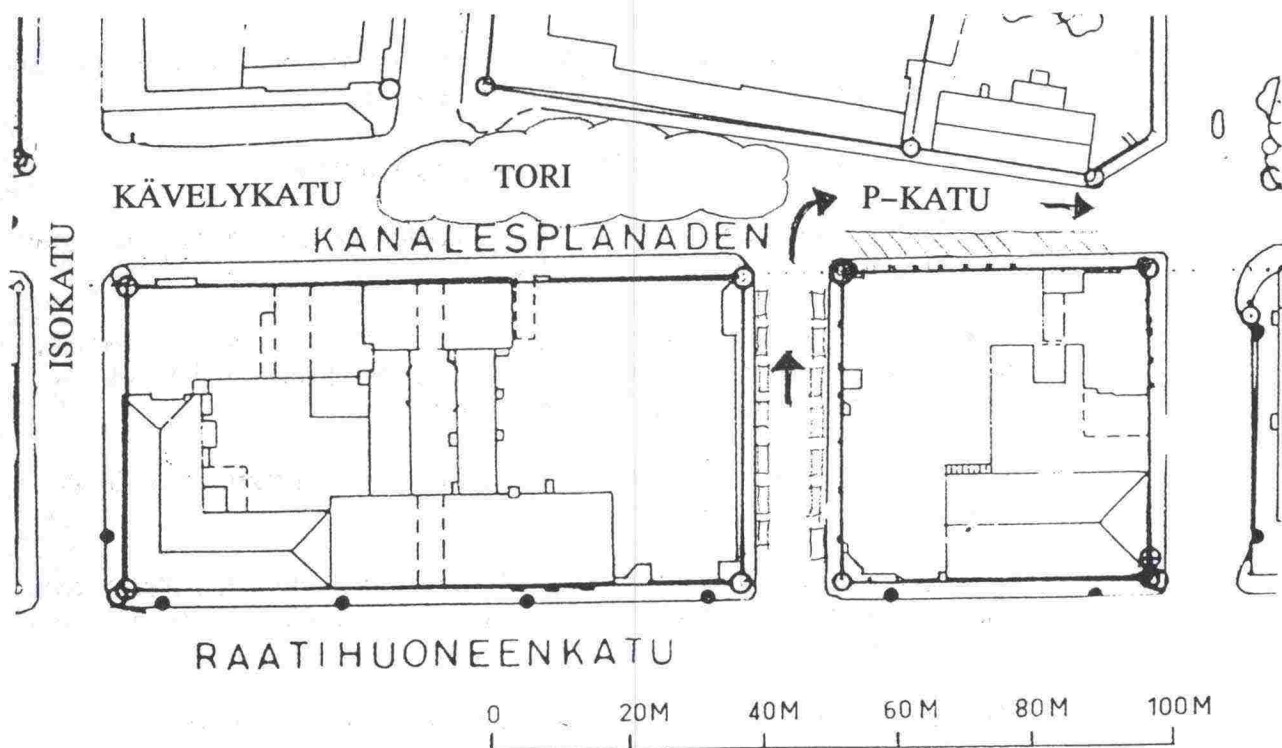 TORI
KÄVELYKATU
P-KATU
KANALESPLANADEN
ISOKATU
RAATIHUONEENKATU
0 20M 40M 60M 80M 100M